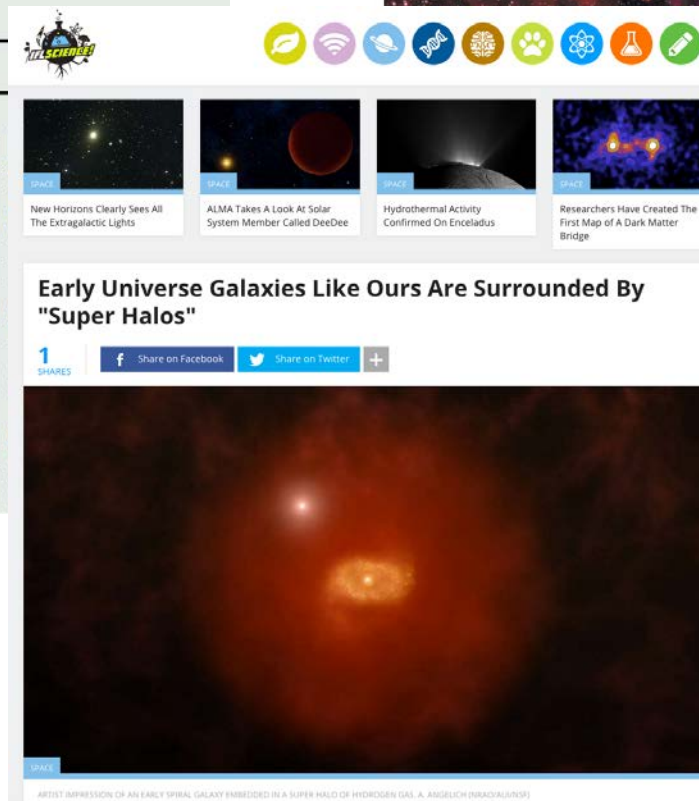 IFLSCIENCE!
SPACE
New Horizons Clearly Sees All
The Extragalactic Lights
SPACE
ALMA Takes A Look At Solar
System Member Called DeeDee
SPACE
Hydrothermal Activity
Confirmed On Enceladus
SPACE
Researchers Have Created The
First Map of A Dark Matter
Bridge
Early Universe Galaxies Like Ours Are Surrounded By
"Super Halos"
1
SHARES
f Share on Facebook
Share on Twitter
+
SPACE
ARTIST IMPRESSION OF AN EARLY SPIRAL GALAXY EMBEDDED IN A SUPER HALO OF HYDROGEN GAS. A. ANGELICH (NRAO/AUI/NSF)